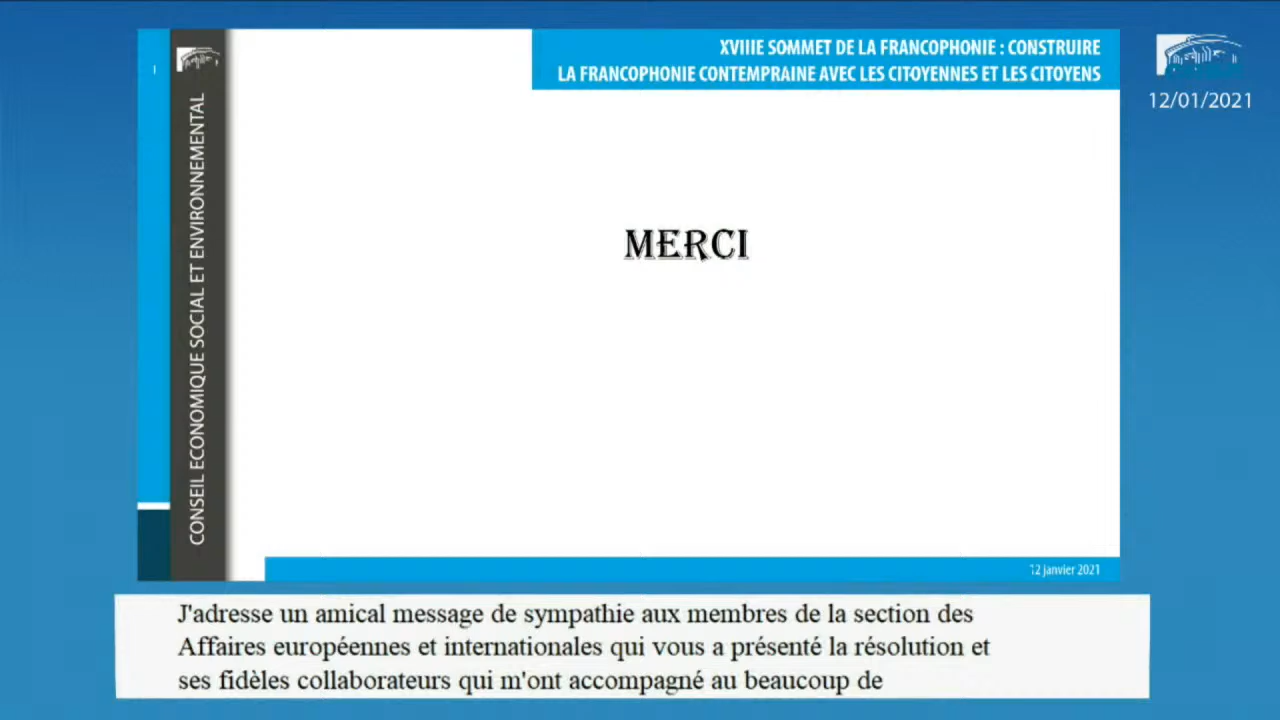 XVIIIE SOMMET DE LA FRANCOPHONIE : CONSTRUIRE
LA FRANCOPHONIE CONTEMPRAINE AVEC LES CITOYENNES ET LES CITOYENS
12/01/2021
1
CONSEIL ECONOMIQUE SOCIAL ET ENVIRONNEMENTAL
MERCI
12 janvier 2021
J'adresse un amical message de sympathie aux membres de la section des
Affaires européennes et internationales qui vous a présenté la résolution et
ses fidèles collaborateurs qui m'ont accompagné au beaucoup de